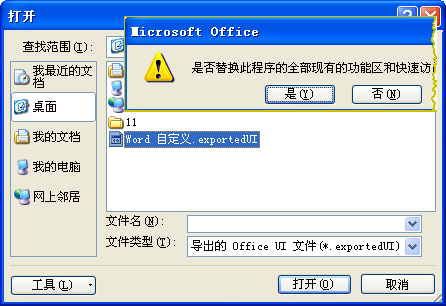 打开
查找范围(I):
Microsoft Office
是否替换此程序的全部现有的功能区和快速访
是(Y)
否(N)
我最近的文档
桌面
我的文档
我的电脑
网上邻居
11
Word 自定义.exportedUI
文件名(N):
文件类型(T):
导出的 Office UI 文件(*.exportedUI)
工具(L)
打开(O)
取消